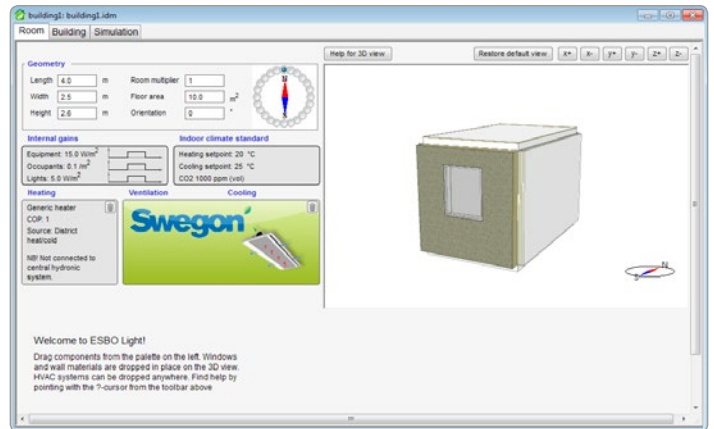 building1: building1.idm
Room Building Simulation
Help for 3D view Restore default view x+ x- y+ y- z+ z-
Geometry
Length 4.0 m Room multiplier 1
Width 2.5 m Floor area 10.0 m2
Height 2.6 m Orientation 0 °
N
S
Internal gains Indoor climate standard
Equipment: 15.0 W/m2
Occupants: 0.1 /m2
Lights: 5.0 W/m2
Heating setpoint: 20 °C
Cooling setpoint: 25 °C
CO2 1000 ppm (vol)
Heating Ventilation Cooling
Generic heater
COP: 1
Source: District
heat/cold
NB! Not connected to
central hydronic
system.
Swegon
N
S
Welcome to ESBO Light!
Drag components from the palette on the left. Windows
and wall materials are dropped in place on the 3D view.
HVAC systems can be dropped anywhere. Find help by
pointing with the ?-cursor from the toolbar above